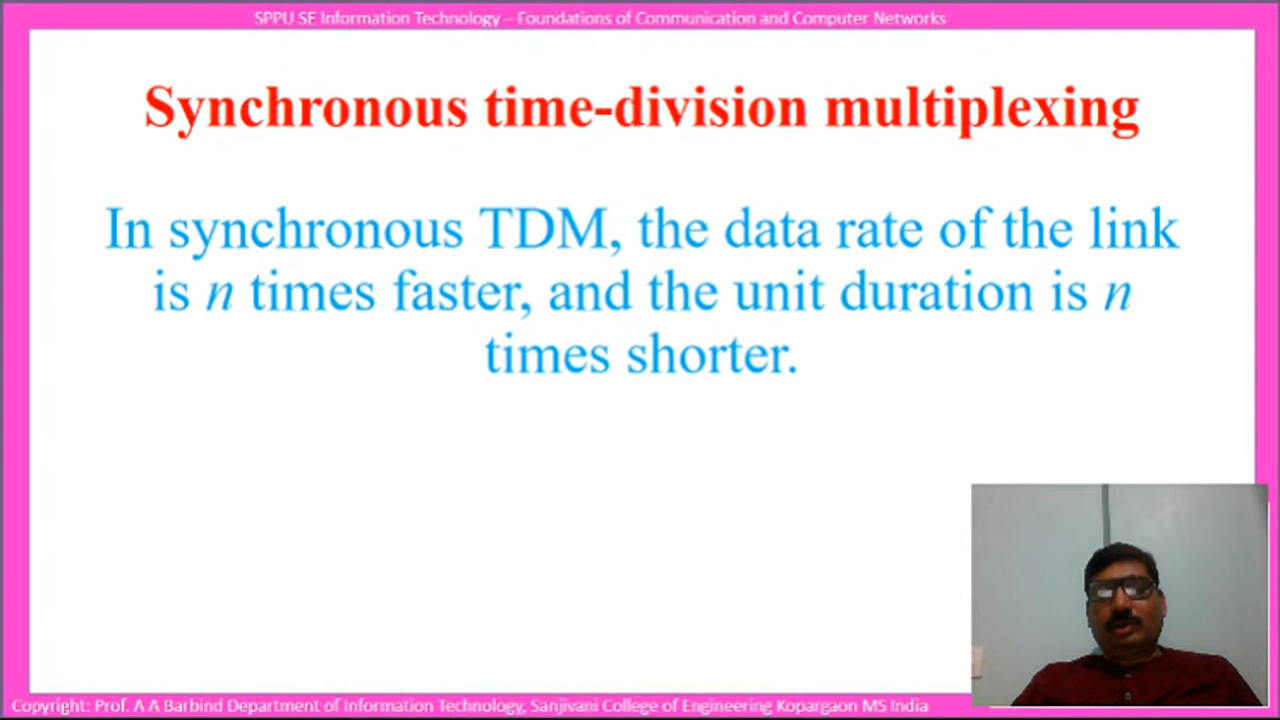 SPPU SE Information Technology – Foundations of Communication and Computer Networks
Synchronous time-division multiplexing
In synchronous TDM, the data rate of the link
is n times faster, and the unit duration is n
times shorter.
Copyright: Prof. A A Barbind Department of Information Technology, Sanjivani College of Engineering Kopargaon MS India